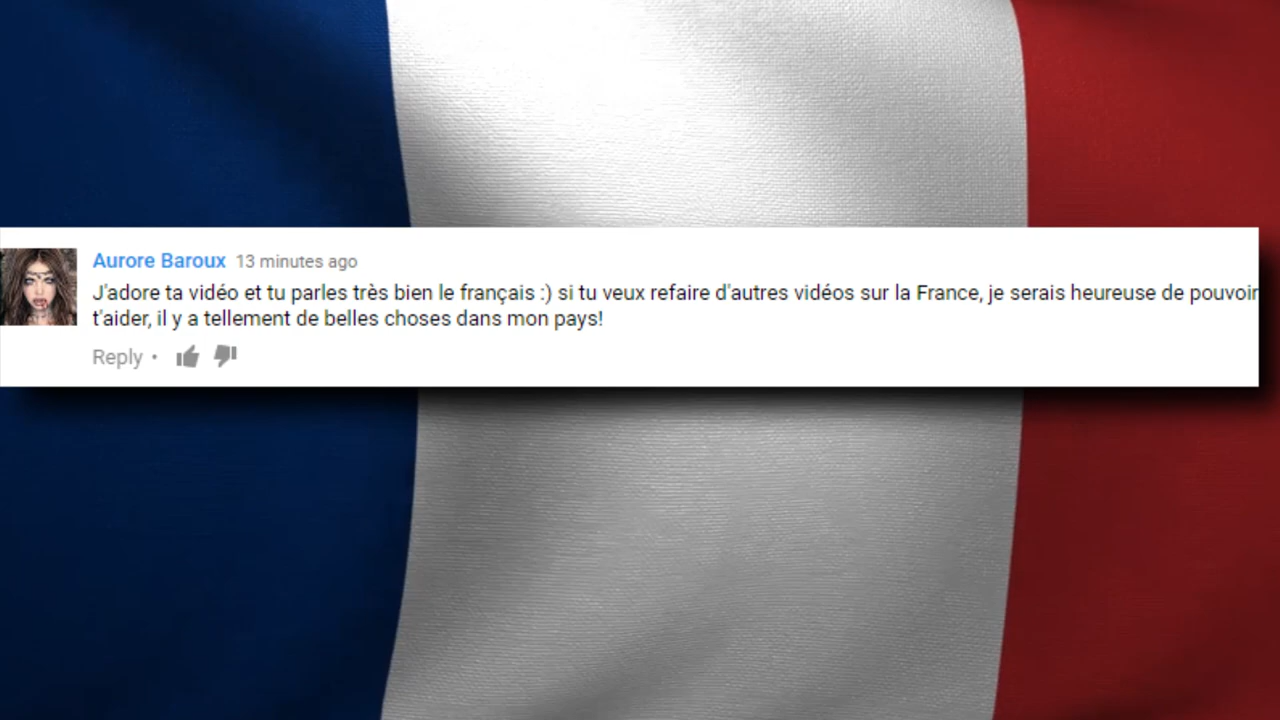 Aurore Baroux 13 minutes ago
J'adore ta vidéo et tu parles très bien le français :) si tu veux refaire d'autres vidéos sur la France, je serais heureuse de pouvoir
t'aider, il y a tellement de belles choses dans mon pays!
Reply •